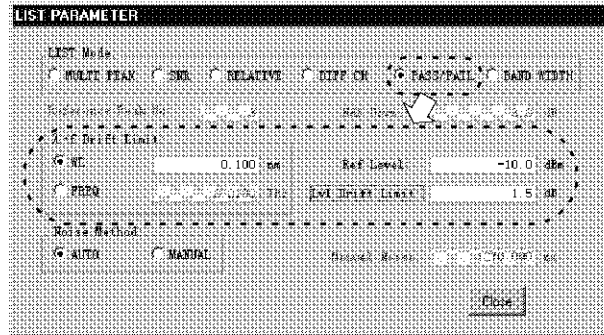 LIST PARAMETER
LIST Mode
MULTI PEAK SNR RELATIVE DIFF CH PASS/FAIL BAND WIDTH
Drift Limit
WL 0.100 nm Ref Level -10.0 dBm
FREQ Lvl Drift Limit 1.5 dB
Noise Method
AUTO MANUAL
Close